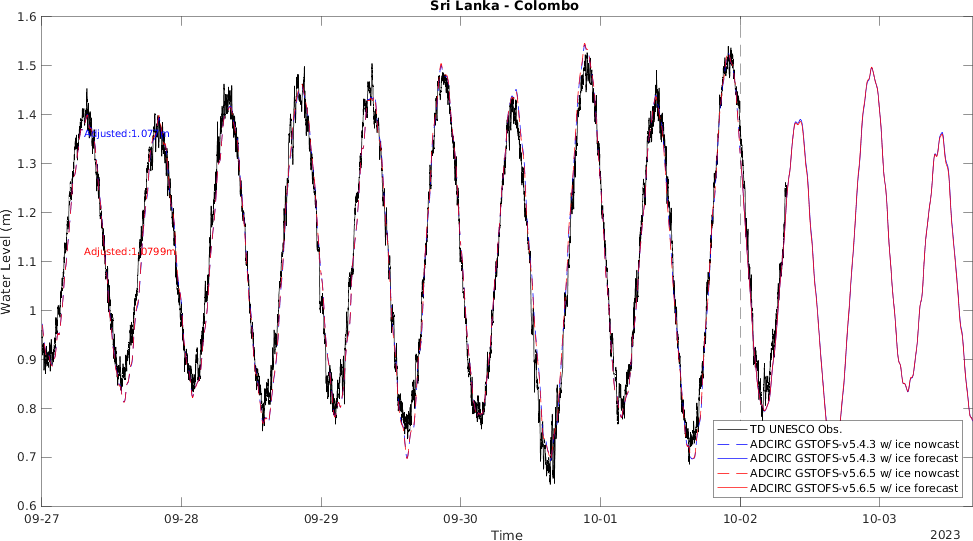 Sri Lanka - Colombo
1.6
1.5
1.4
1.3
1.2
1.1
1
0.9
0.8
0.7
0.6
Water Level (m)
Adjusted:1.0799m
TD UNESCO Obs.
ADCIRC GSTOFS-v5.4.3 w/ ice nowcast
ADCIRC GSTOFS-v5.4.3 w/ ice forecast
ADCIRC GSTOFS-v5.6.5 w/ ice nowcast
ADCIRC GSTOFS-v5.6.5 w/ ice forecast
09-27 09-28 09-29 09-30 10-01 10-02 10-03
Time
2023